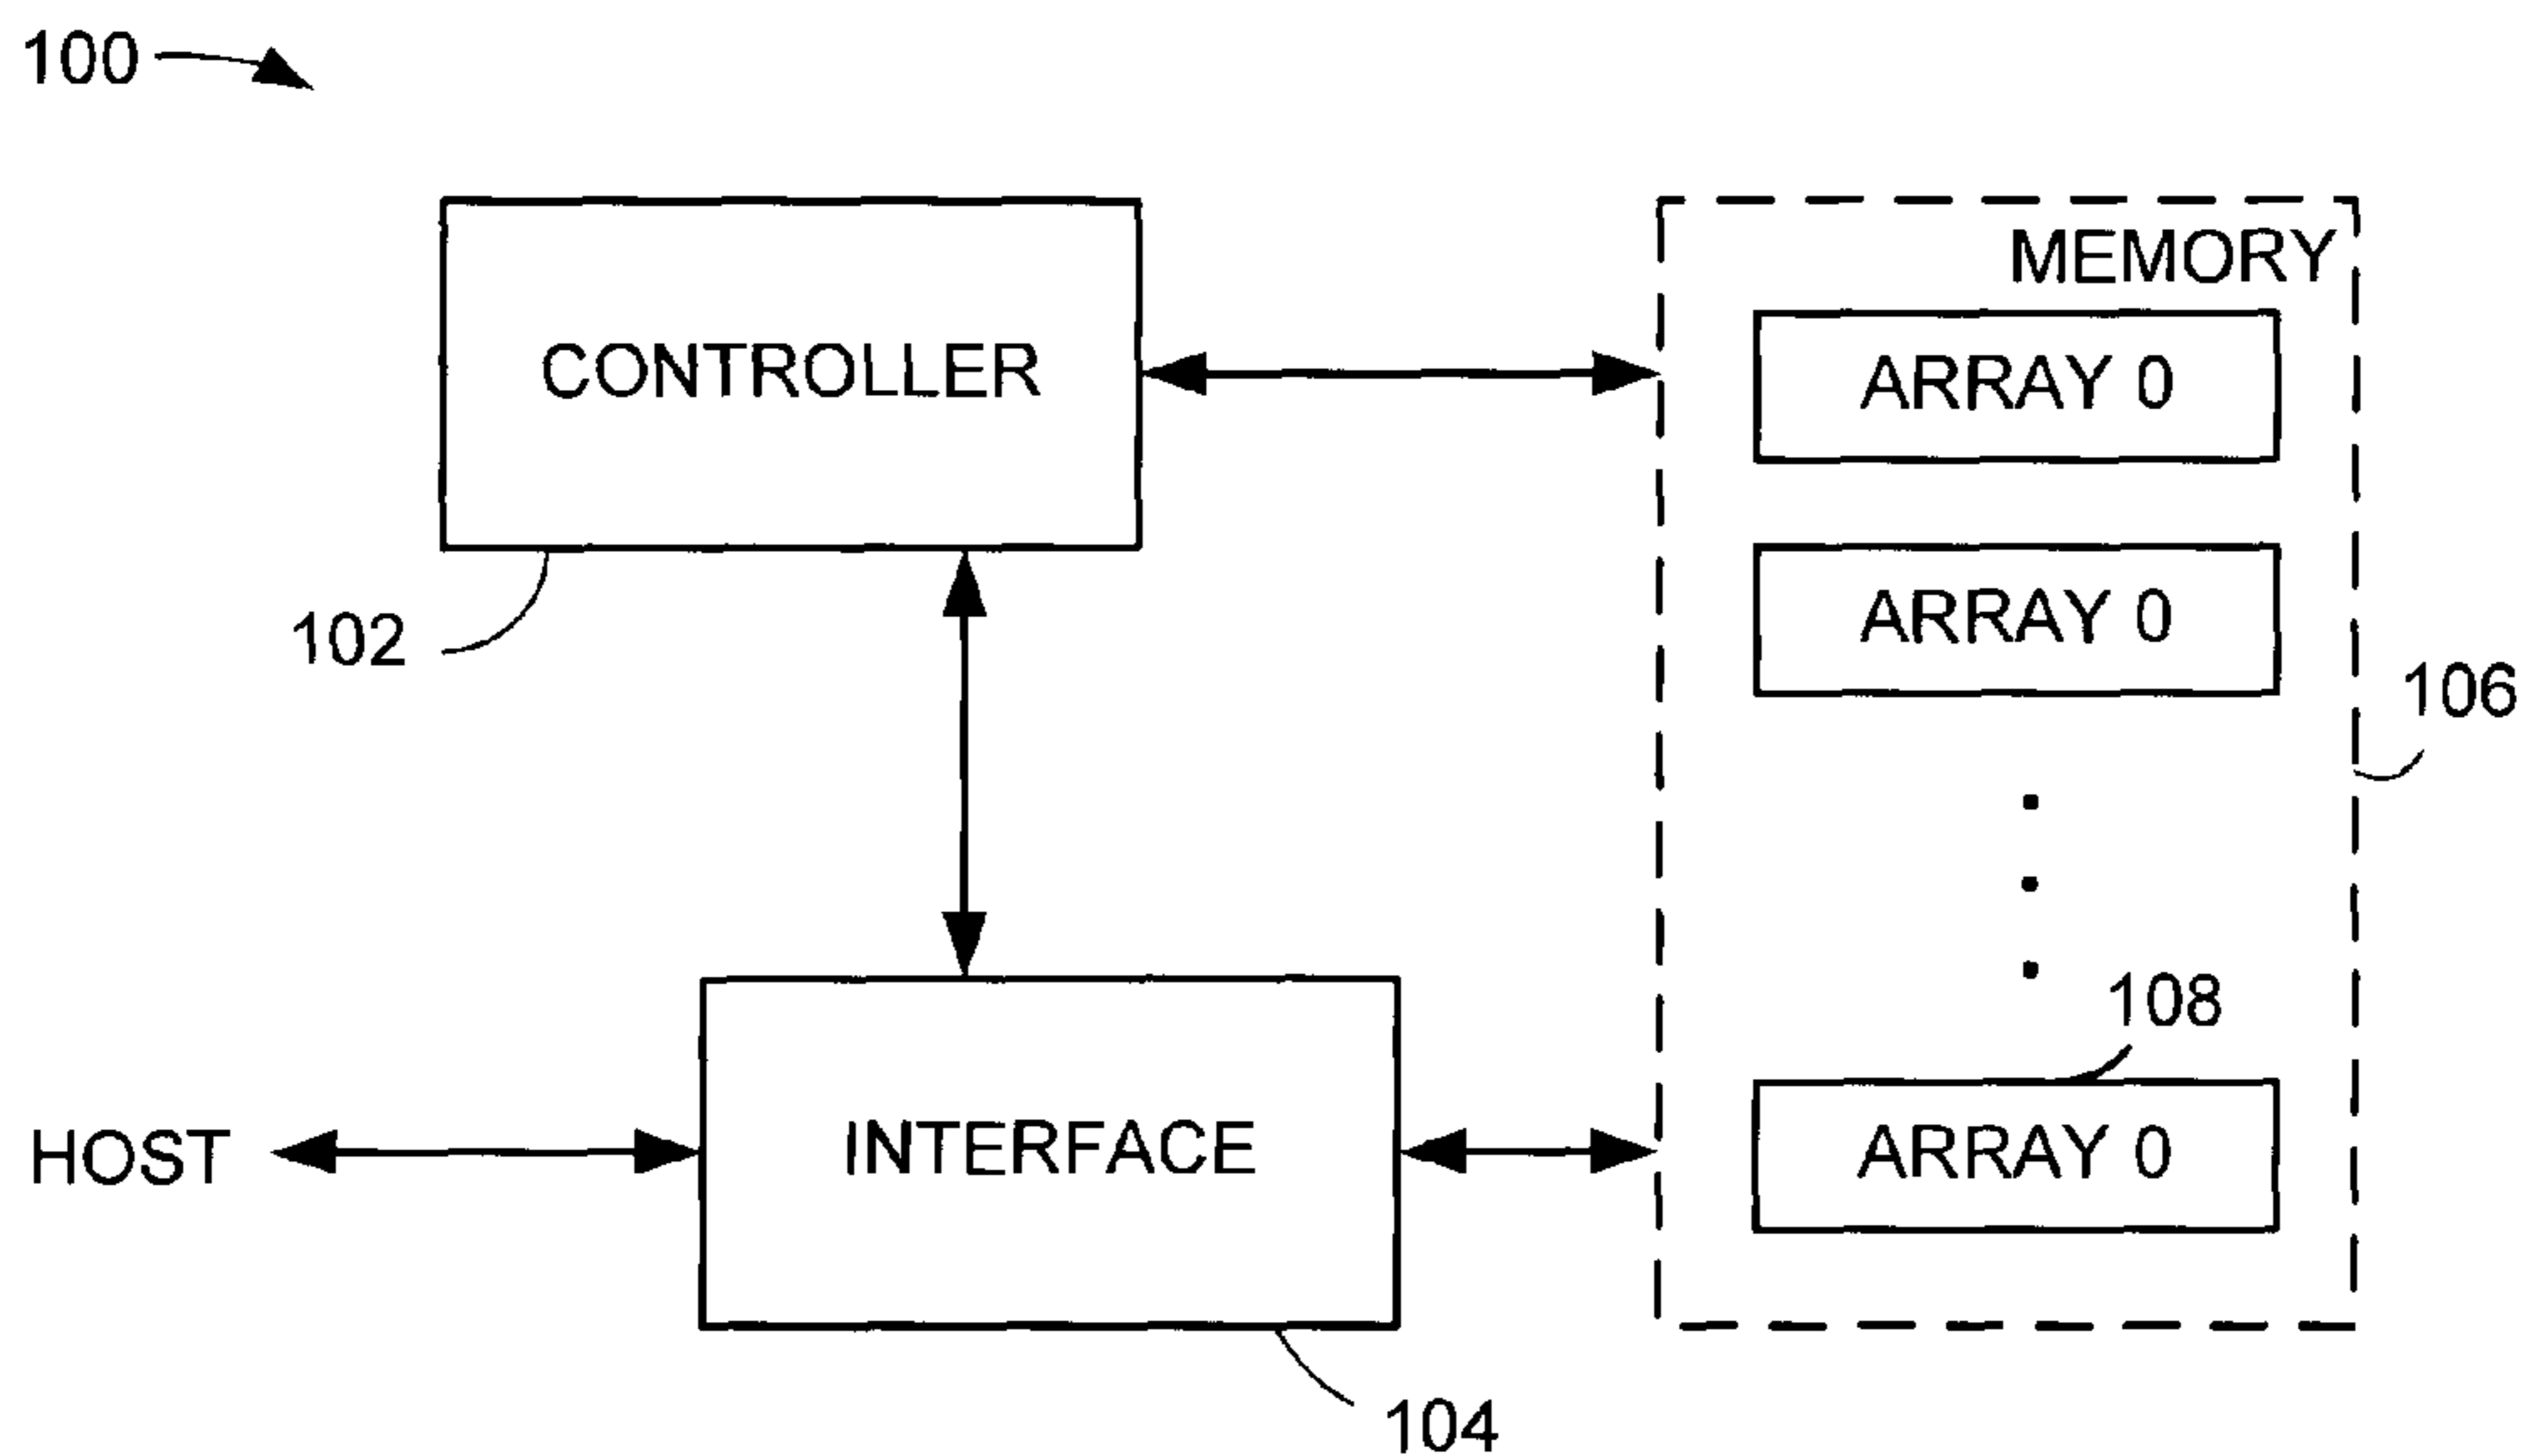 100
MEMORY
CONTROLLER
ARRAY 0
ARRAY 0
102
106
108
HOST
INTERFACE
ARRAY 0
104